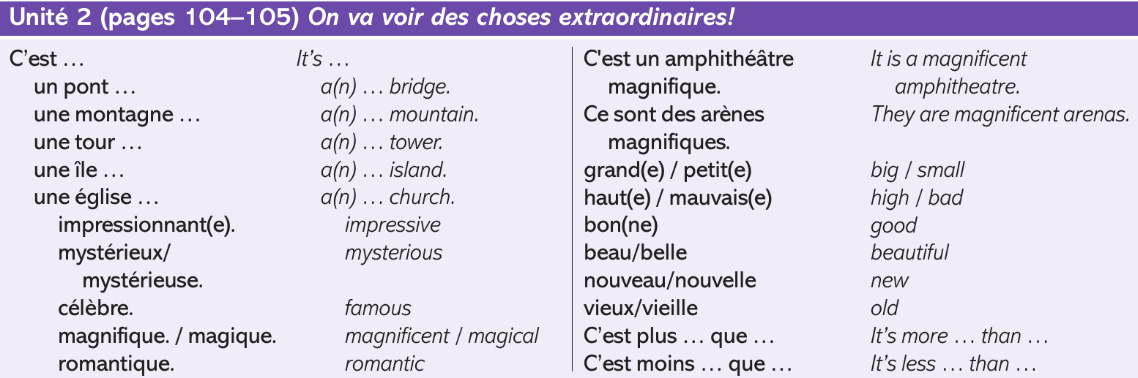 Unité 2 (pages 104–105) On va voir des choses extraordinaires!
C’est … It’s …
un pont … a(n) … bridge.
une montagne … a(n) … mountain.
une tour … a(n) … tower.
une île … a(n) … island.
une église … a(n) … church.
impressionnant(e). impressive
mystérieux/ mysterious
mystérieuse.
célèbre. famous
magnifique. / magique. magnificent / magical
romantique. romantic
C'est un amphithéâtre It is a magnificent
magnifique. amphitheatre.
Ce sont des arènes They are magnificent arenas.
magnifiques.
grand(e) / petit(e) big / small
haut(e) / mauvais(e) high / bad
bon(ne) good
beau/belle beautiful
nouveau/nouvelle new
vieux/vieille old
C’est plus … que … It’s more … than …
C’est moins … que … It’s less … than …